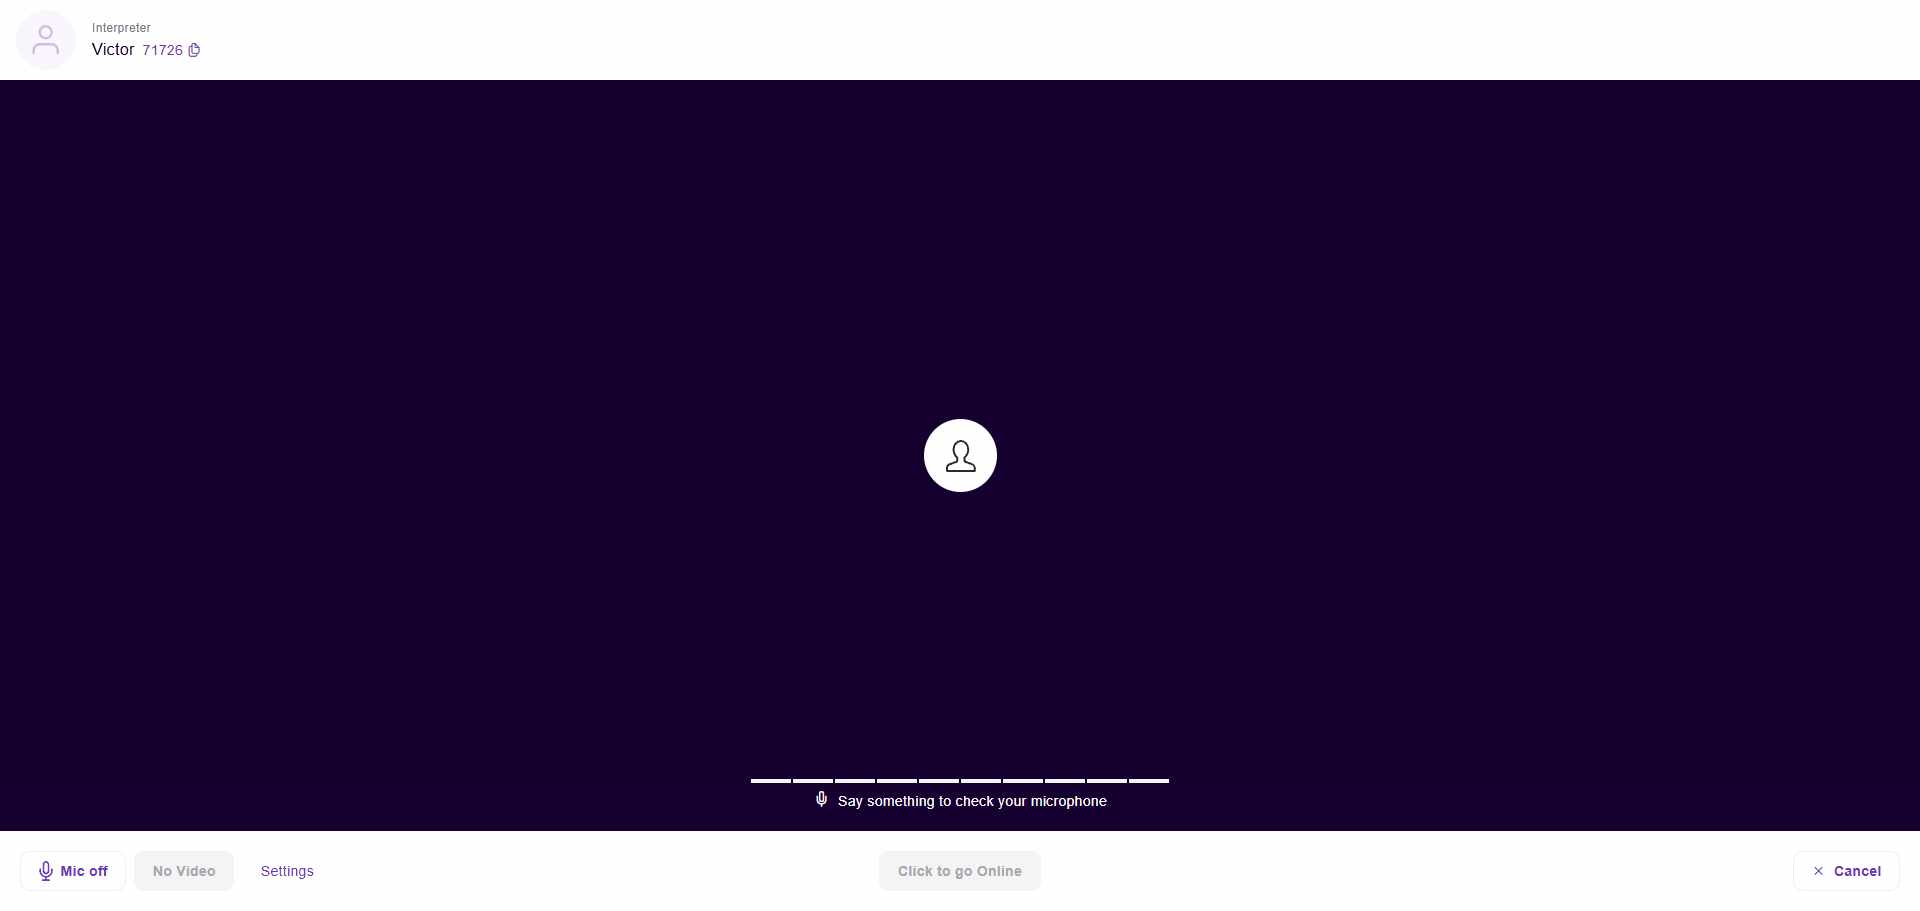 Interpreter
Victor 71726
Say something to check your microphone
Mic off No Video Settings Click to go Online Cancel